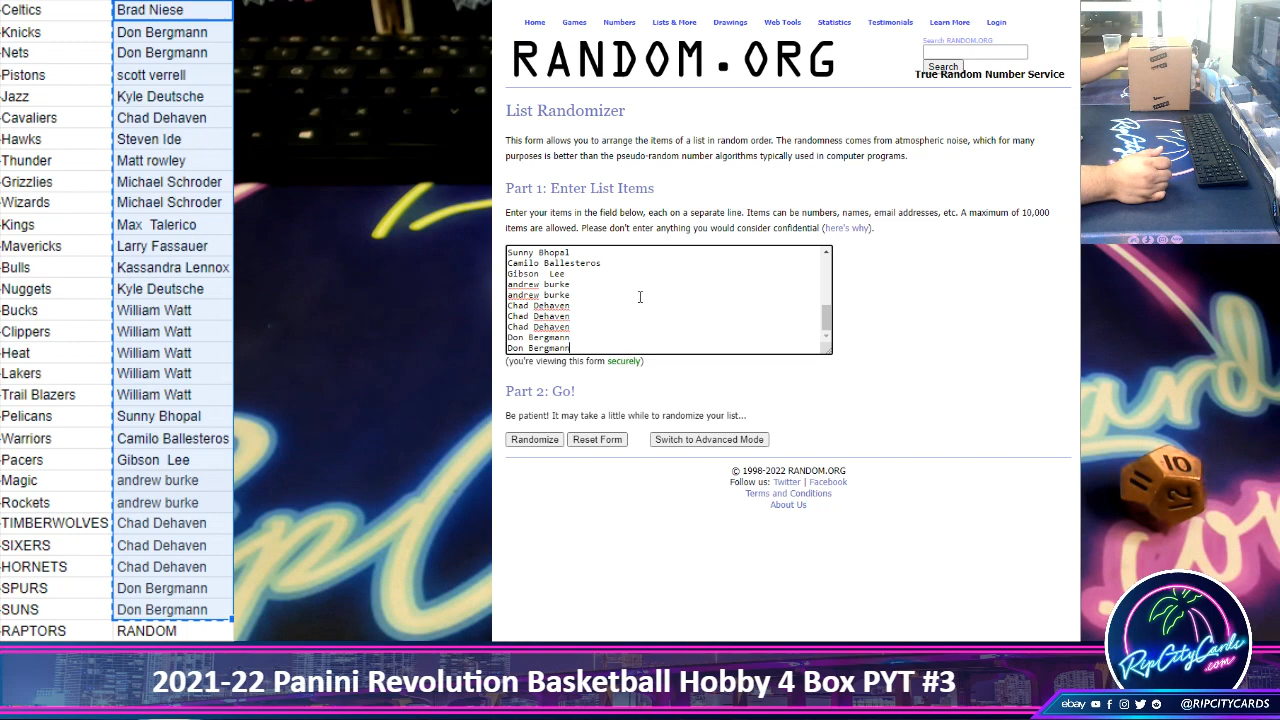 Celtics Brad Niese
-Knicks Don Bergmann
-Nets Don Bergmann
-Pistons scott verrell
-Jazz Kyle Deutsche
-Cavaliers Chad Dehaven
-Hawks Steven Ide
-Thunder Matt rowley
-Grizzlies Michael Schroder
-Wizards Michael Schroder
-Kings Max  Talerico
-Mavericks Larry Fassauer
-Bulls Kassandra Lennox
-Nuggets Kyle Deutsche
-Bucks William Watt
-Clippers William Watt
-Heat William Watt
-Lakers William Watt
-Trail Blazers William Watt
-Pelicans Sunny Bhopal
-Warriors Camilo Ballesteros
-Pacers Gibson  Lee
-Magic andrew burke
-Rockets andrew burke
-TIMBERWOLVES Chad Dehaven
-SIXERS Chad Dehaven
-HORNETS Chad Dehaven
-SPURS Don Bergmann
-SUNS Don Bergmann
-RAPTORS RANDOM
Home Games Numbers Lists & More Drawings Web Tools Statistics Testimonials Learn More Login
RANDOM.ORG
Search RANDOM.ORG
Search
True Random Number Service
List Randomizer
This form allows you to arrange the items of a list in random order. The randomness comes from atmospheric noise, which for many
purposes is better than the pseudo-random number algorithms typically used in computer programs.
Part 1: Enter List Items
Enter your items in the field below, each on a separate line. Items can be numbers, names, email addresses, etc. A maximum of 10,000
items are allowed. Please don't enter anything you would consider confidential (here's why).
Sunny Bhopal
Camilo Ballesteros
Gibson  Lee
andrew burke
andrew burke
Chad Dehaven
Chad Dehaven
Chad Dehaven
Don Bergmann
Don Bergmann
(you're viewing this form securely)
Part 2: Go!
Be patient! It may take a little while to randomize your list...
Randomize Reset Form Switch to Advanced Mode
© 1998-2022 RANDOM.ORG
Follow us: Twitter | Facebook
Terms and Conditions
About Us
10
11
2
RipCityCards
.com
2021-22 Panini Revolution Basketball Hobby 4 Box PYT #3
ebay @RIPCITYCARDS